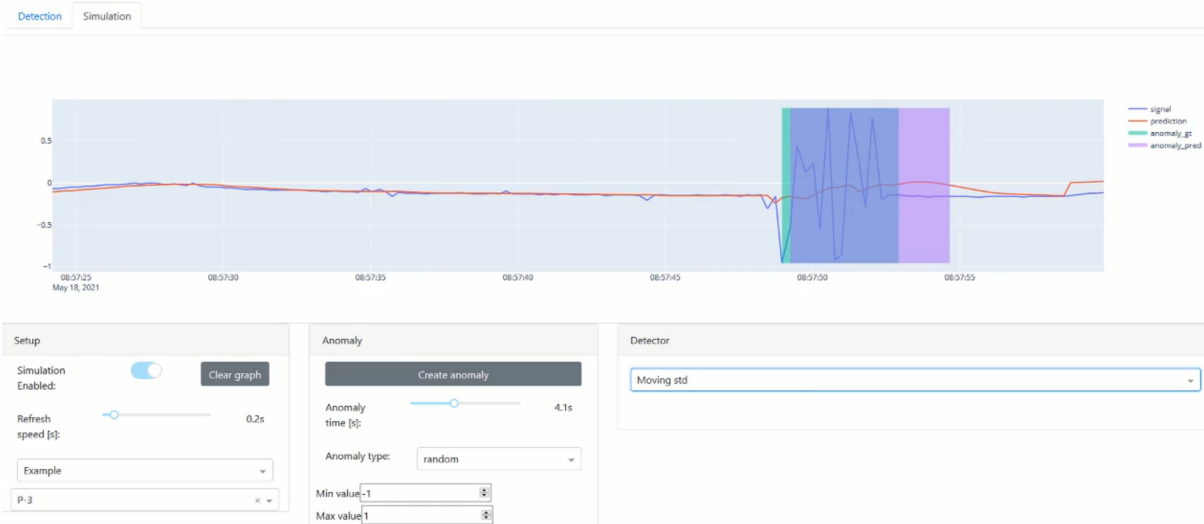 Detection Simulation
signal
prediction
anomaly_gt
anomaly_pred
0.5
0
−0.5
−1
08:57:25 08:57:30 08:57:35 08:57:40 08:57:45 08:57:50 08:57:55
May 18, 2021
Setup
Simulation
Enabled:
Clear graph
Refresh
speed [s]:
0.2s
Example
P-3
Anomaly
Create anomaly
Anomaly
time [s]:
4.1s
Anomaly type: random
Min value -1
Max value 1
Detector
Moving std